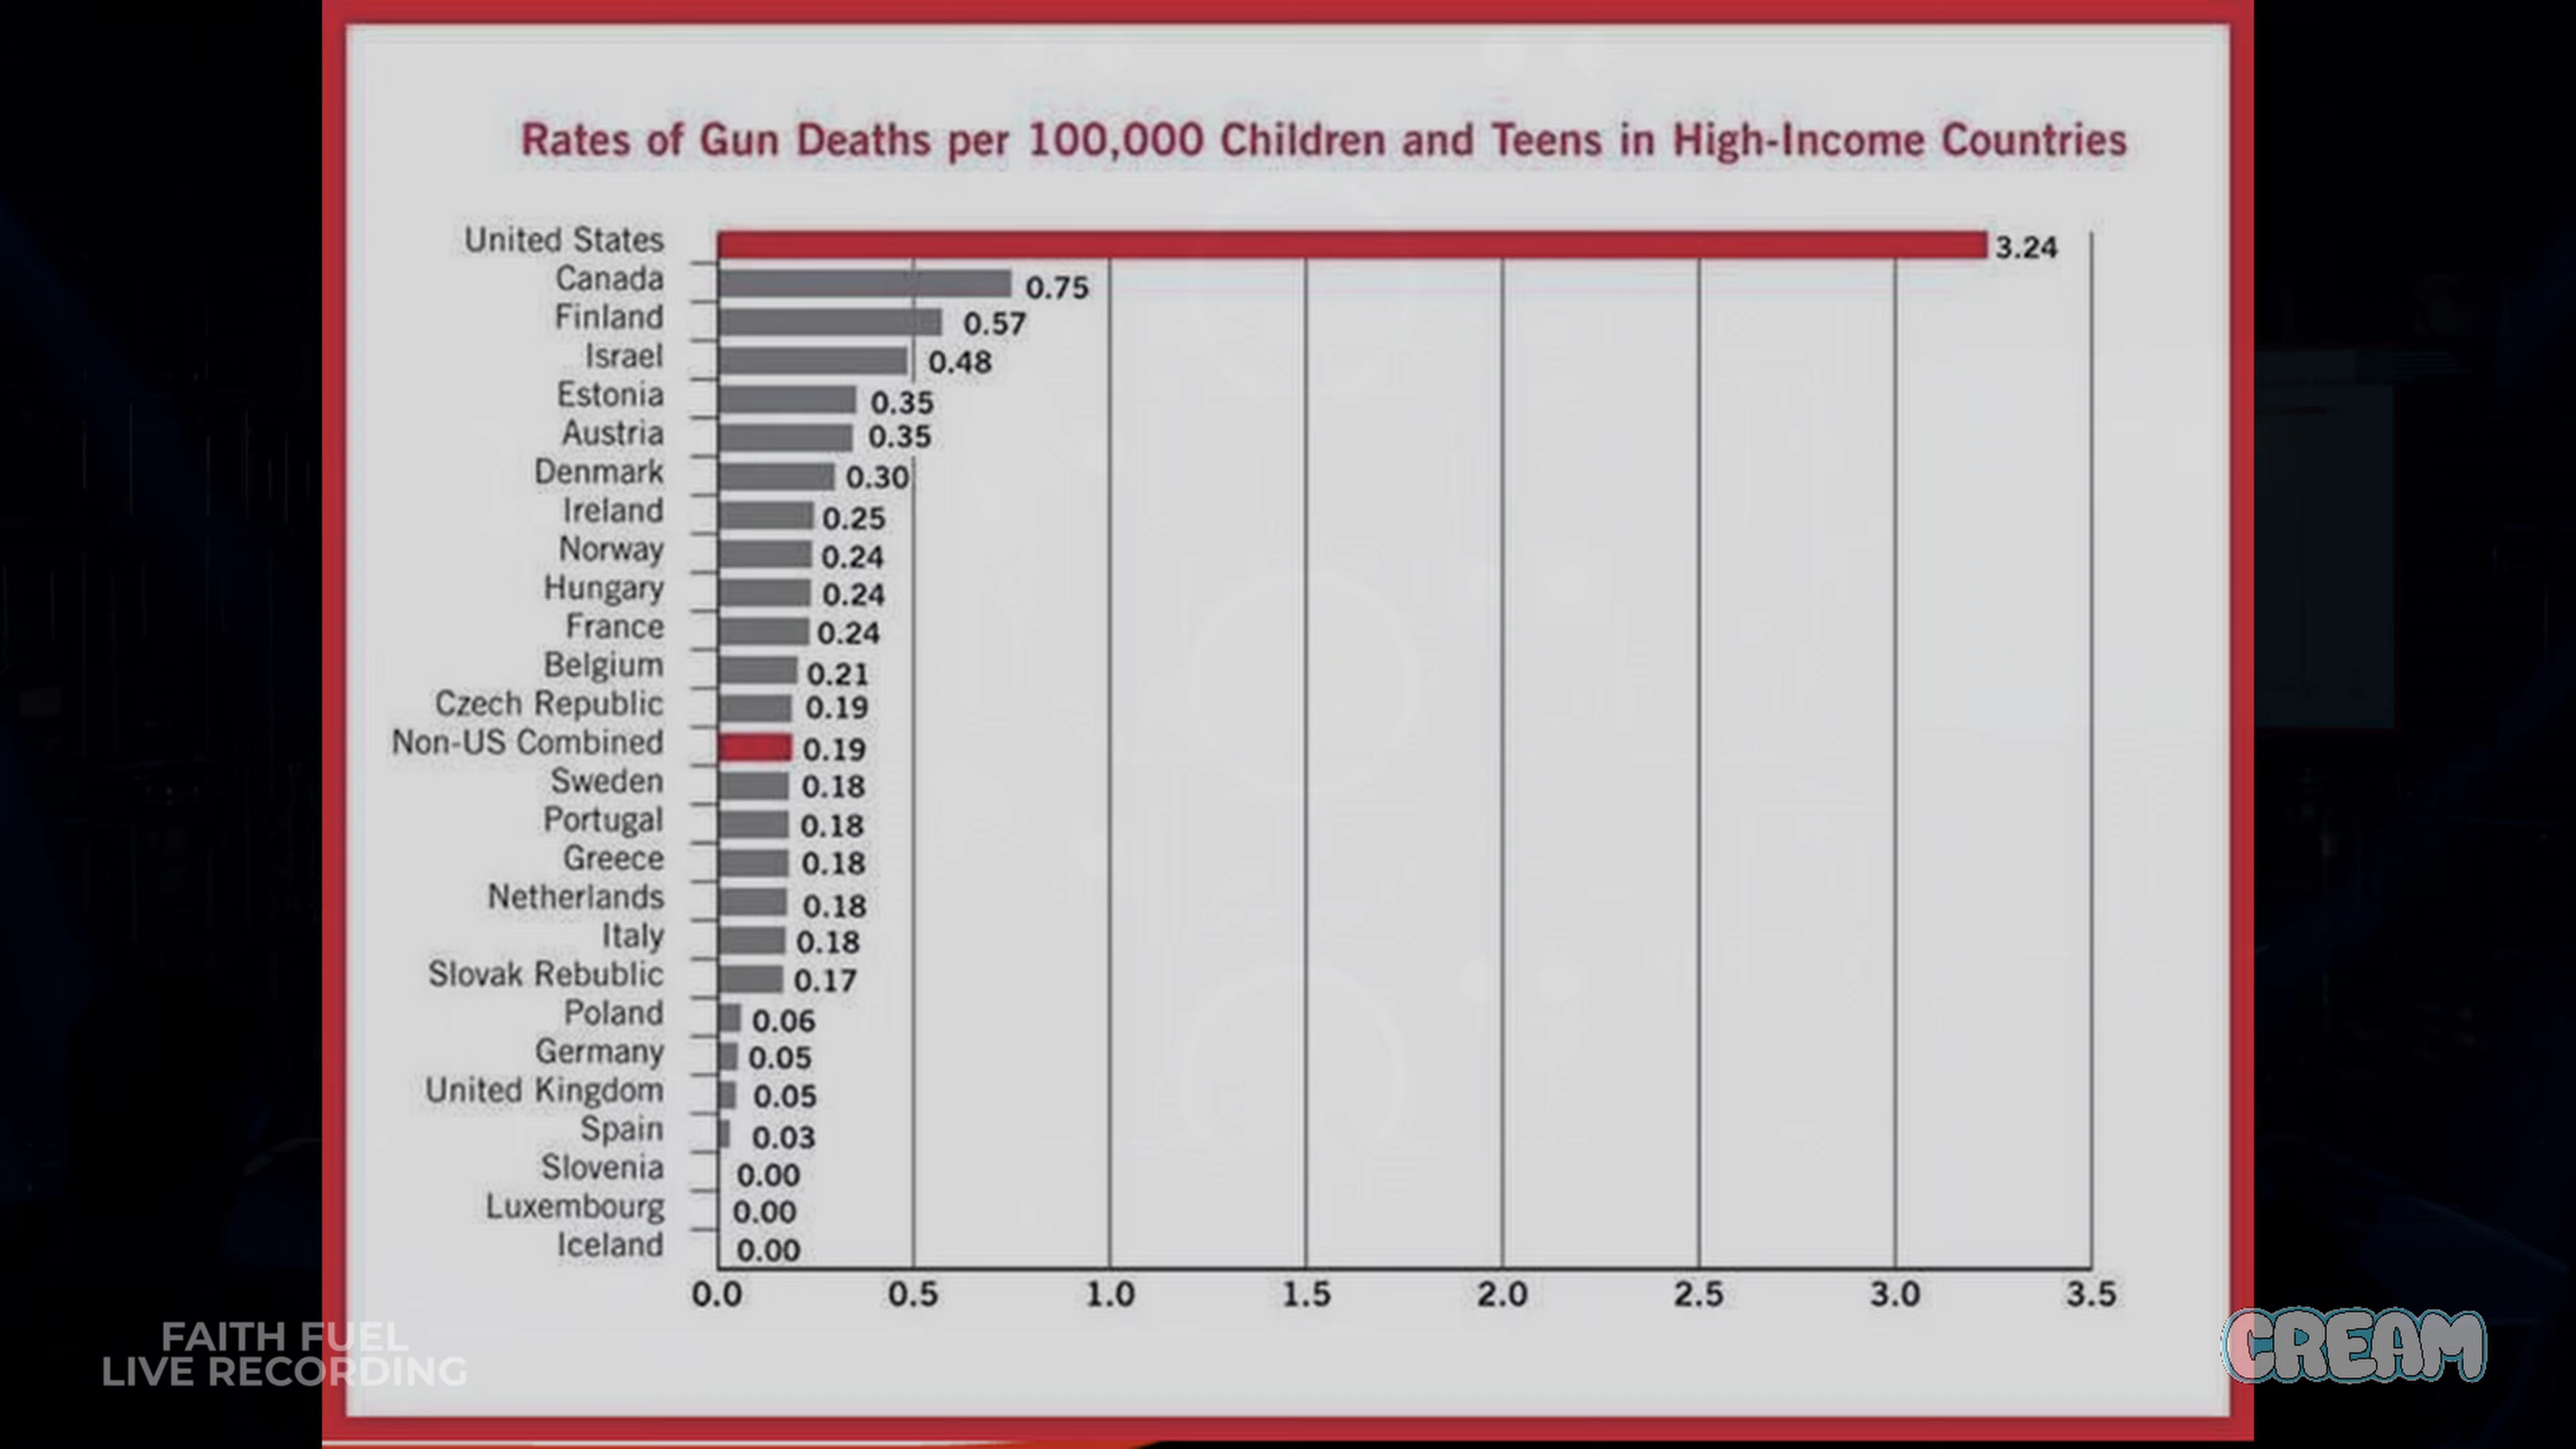 Rates of Gun Deaths per 100,000 Children and Teens in High-Income Countries
United States 3.24
Canada 0.75
Finland 0.57
Israel 0.48
Estonia 0.35
Austria 0.35
Denmark 0.30
Ireland 0.25
Norway 0.24
Hungary 0.24
France 0.24
Belgium 0.21
Czech Republic 0.19
Non-US Combined 0.19
Sweden 0.18
Portugal 0.18
Greece 0.18
Netherlands 0.18
Italy 0.18
Slovak Rebublic 0.17
Poland 0.06
Germany 0.05
United Kingdom 0.05
Spain 0.03
Slovenia 0.00
Luxembourg 0.00
Iceland 0.00
0.0 0.5 1.0 1.5 2.0 2.5 3.0 3.5
FAITH FUEL
LIVE RECORDING
CREAM